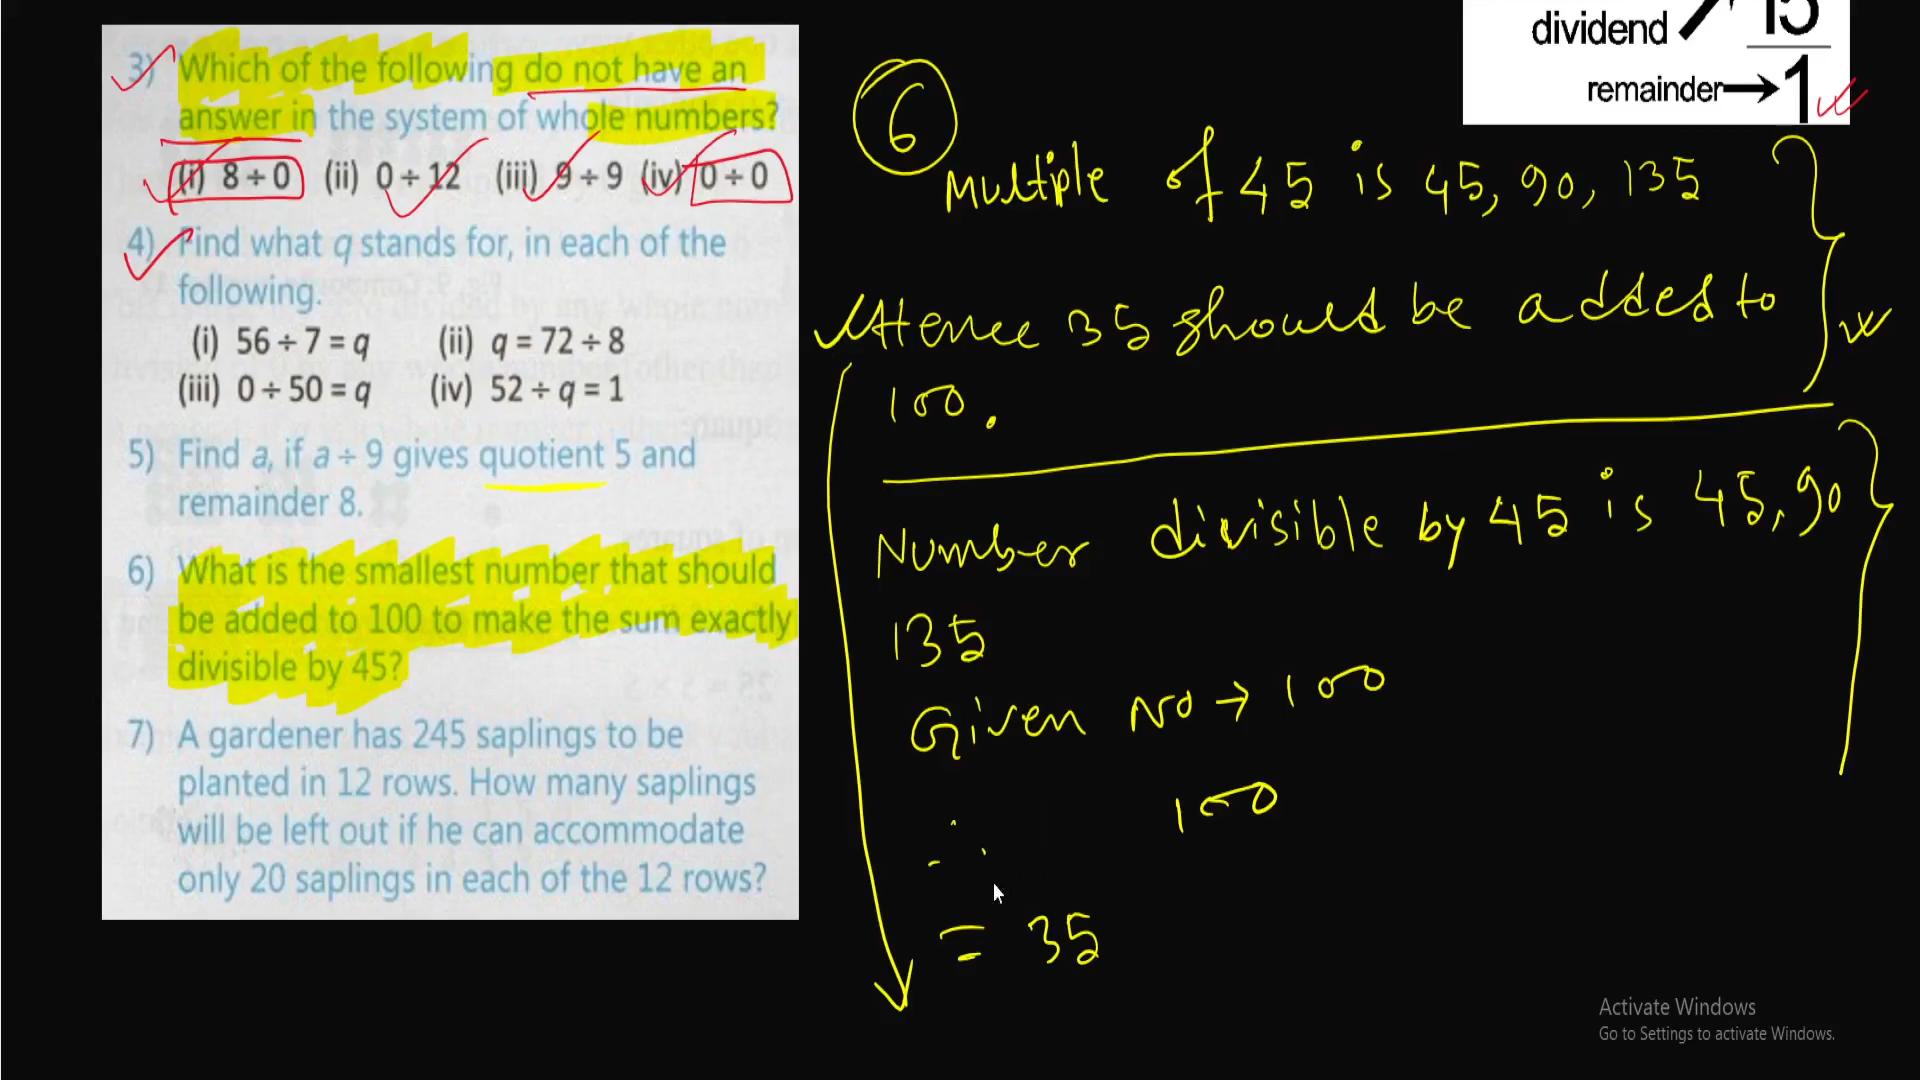 3) Which of the following do not have an
answer in the system of whole numbers?
(i) 8 ÷ 0 (ii) 0 ÷ 12 (iii) 9 ÷ 9 (iv) 0 ÷ 0
4) Find what q stands for, in each of the
following.
(i) 56 ÷ 7 = q (ii) q = 72 ÷ 8
(iii) 0 ÷ 50 = q (iv) 52 ÷ q = 1
5) Find a, if a ÷ 9 gives quotient 5 and
remainder 8.
6) What is the smallest number that should
be added to 100 to make the sum exactly
divisible by 45?
7) A gardener has 245 saplings to be
planted in 12 rows. How many saplings
will be left out if he can accommodate
only 20 saplings in each of the 12 rows?
dividend 15
remainder → 1
6
Multiple of 45 is 45, 90, 135
Hence 35 should be added to
100.
Number divisible by 45 is 45, 90
135
Given No → 100
100
= 35
Activate Windows
Go to Settings to activate Windows.